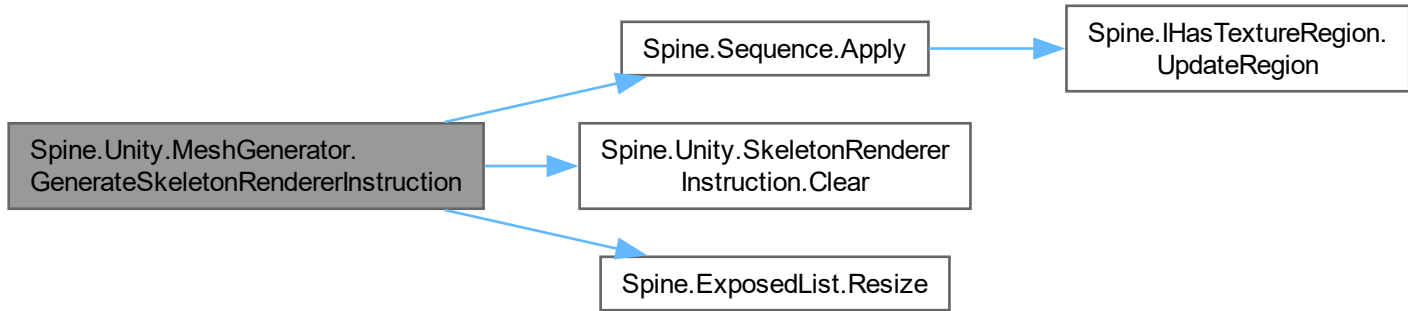 Spine.Unity.MeshGenerator.
GenerateSkeletonRendererInstruction
Spine.Sequence.Apply
Spine.IHasTextureRegion.
UpdateRegion
Spine.Unity.SkeletonRenderer
Instruction.Clear
Spine.ExposedList.Resize